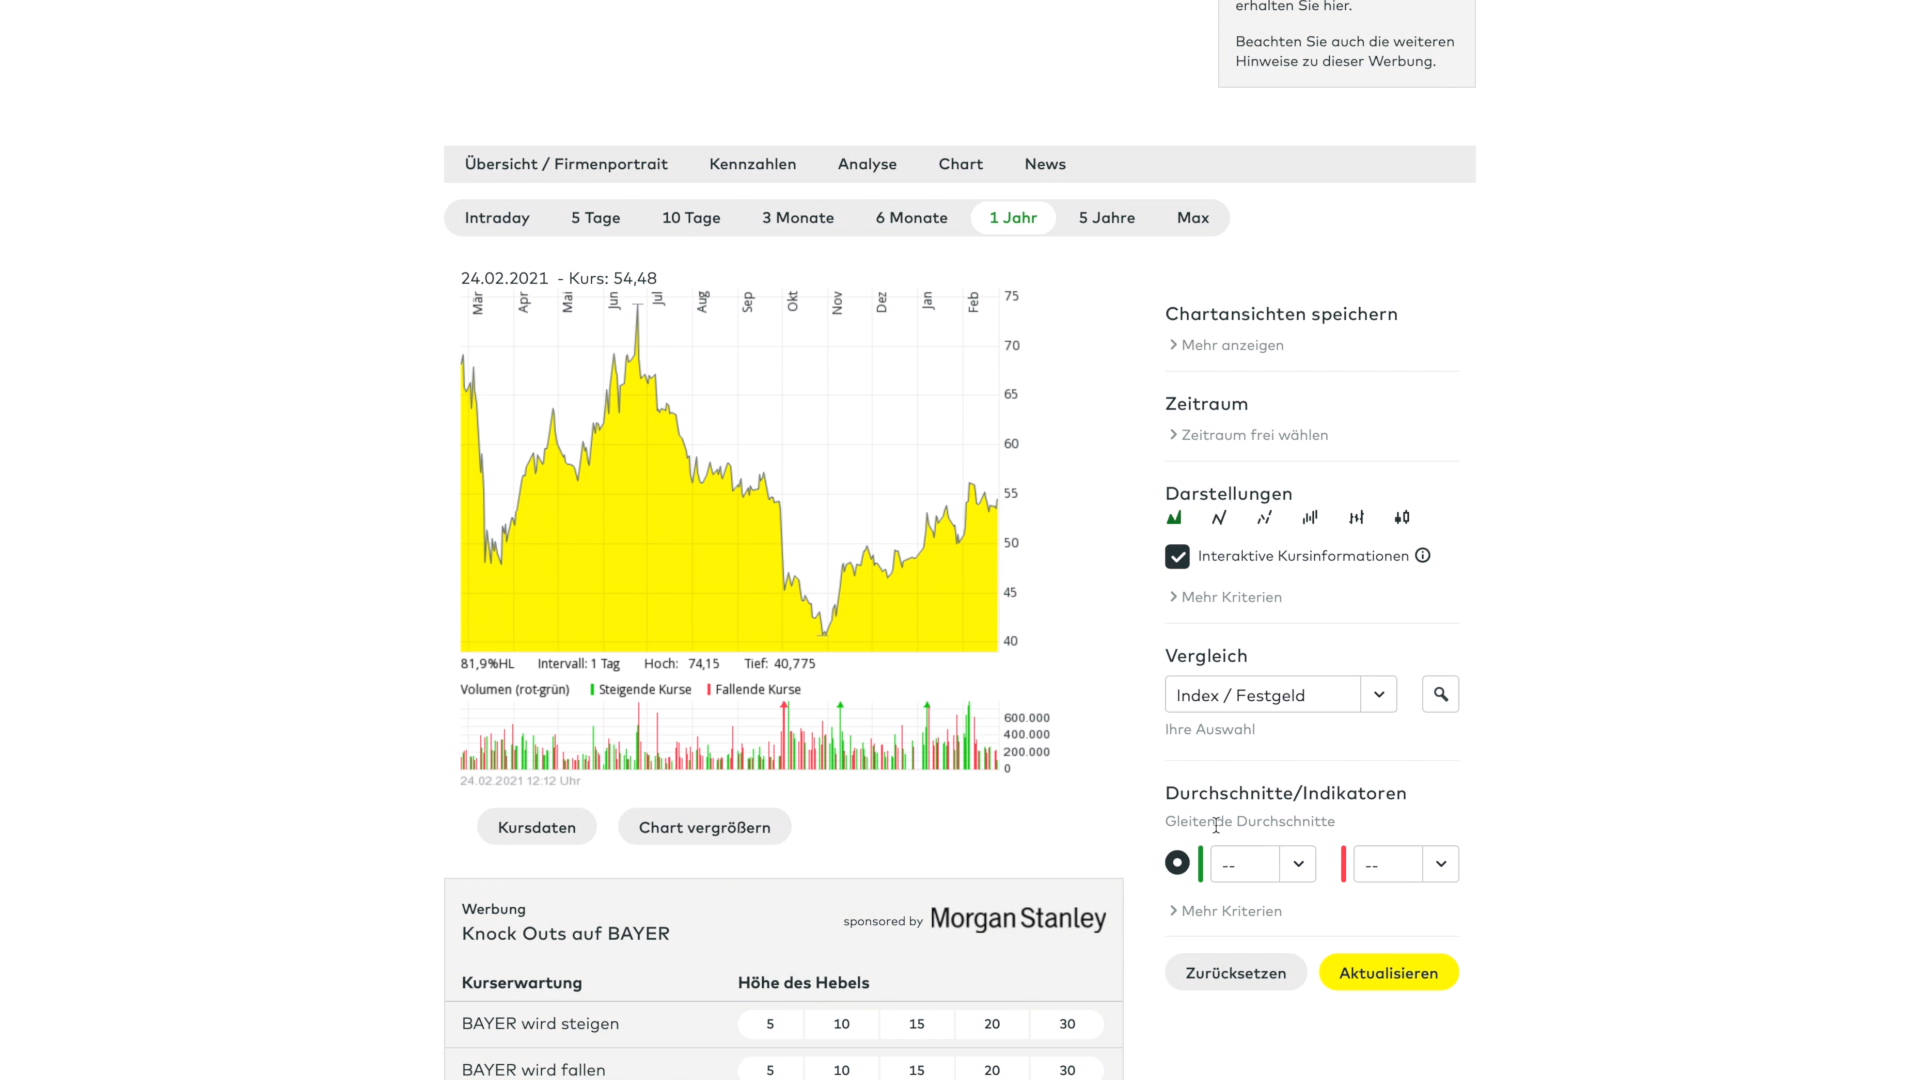 erhalten Sie hier.
Beachten Sie auch die weiteren
Hinweise zu dieser Werbung.
Übersicht / Firmenportrait Kennzahlen Analyse Chart News
Intraday 5 Tage 10 Tage 3 Monate 6 Monate 1 Jahr 5 Jahre Max
24.02.2021 - Kurs: 54,48
Mär Apr Mai Jun Jul Aug Sep Okt Nov Dez Jan Feb
75
70
65
60
55
50
45
40
81,9%HL Intervall: 1 Tag Hoch: 74,15 Tief: 40,775
Volumen (rot-grün) Steigende Kurse Fallende Kurse
600.000
400.000
200.000
0
24.02.2021 12:12 Uhr
Kursdaten Chart vergrößern
Chartansichten speichern
Mehr anzeigen
Zeitraum
Zeitraum frei wählen
Darstellungen
Interaktive Kursinformationen
Mehr Kriterien
Vergleich
Index / Festgeld
Ihre Auswahl
Durchschnitte/Indikatoren
Gleitende Durchschnitte
-- --
Mehr Kriterien
Zurücksetzen Aktualisieren
Werbung
Knock Outs auf BAYER
sponsored by Morgan Stanley
Kurserwartung Höhe des Hebels
BAYER wird steigen 5 10 15 20 30
BAYER wird fallen 5 10 15 20 30